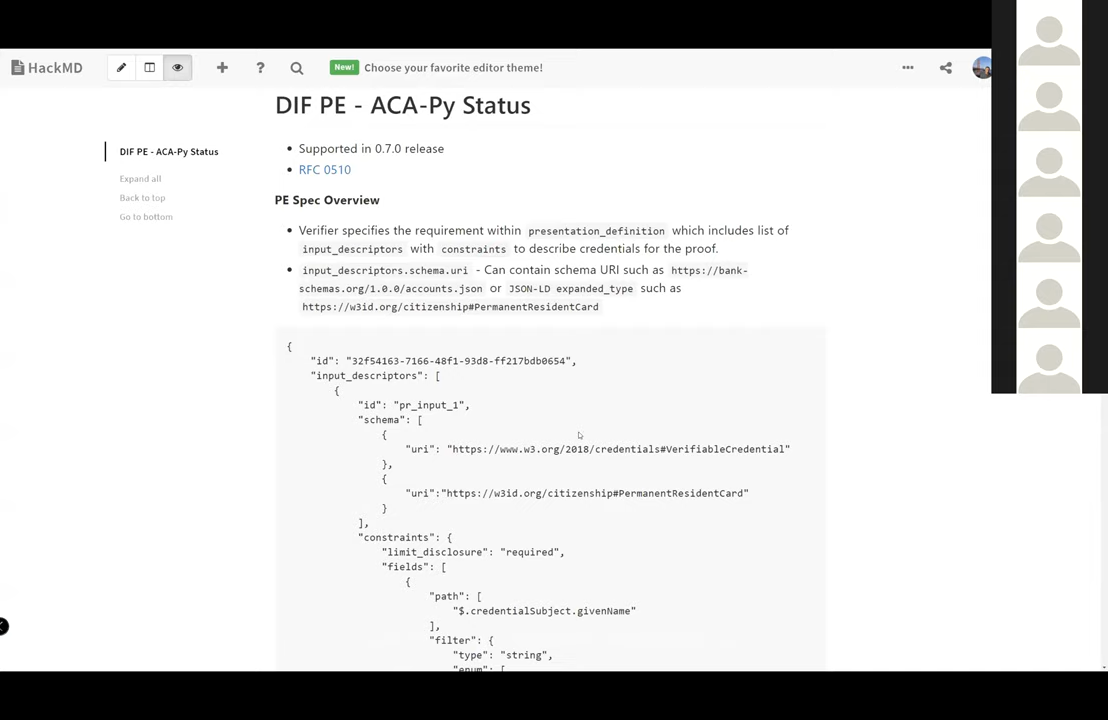 HackMD
New! Choose your favorite editor theme!
DIF PE - ACA-Py Status
DIF PE - ACA-Py Status
Expand all
Back to top
Go to bottom
• Supported in 0.7.0 release
• RFC 0510
PE Spec Overview
• Verifier specifies the requirement within presentation_definition which includes list of
input_descriptors with constraints to describe credentials for the proof.
• input_descriptors.schema.uri - Can contain schema URI such as https://bank-
schemas.org/1.0.0/accounts.json or JSON-LD expanded_type such as
https://w3id.org/citizenship#PermanentResidentCard
{
"id": "32f54163-7166-48f1-93d8-ff217bdb0654",
"input_descriptors": [
{
"id": "pr_input_1",
"schema": [
{
"uri": "https://www.w3.org/2018/credentials#VerifiableCredential"
},
{
"uri":"https://w3id.org/citizenship#PermanentResidentCard"
}
],
"constraints": {
"limit_disclosure": "required",
"fields": [
{
"path": [
"$.credentialSubject.givenName"
],
"filter": {
"type": "string",
"enum": [